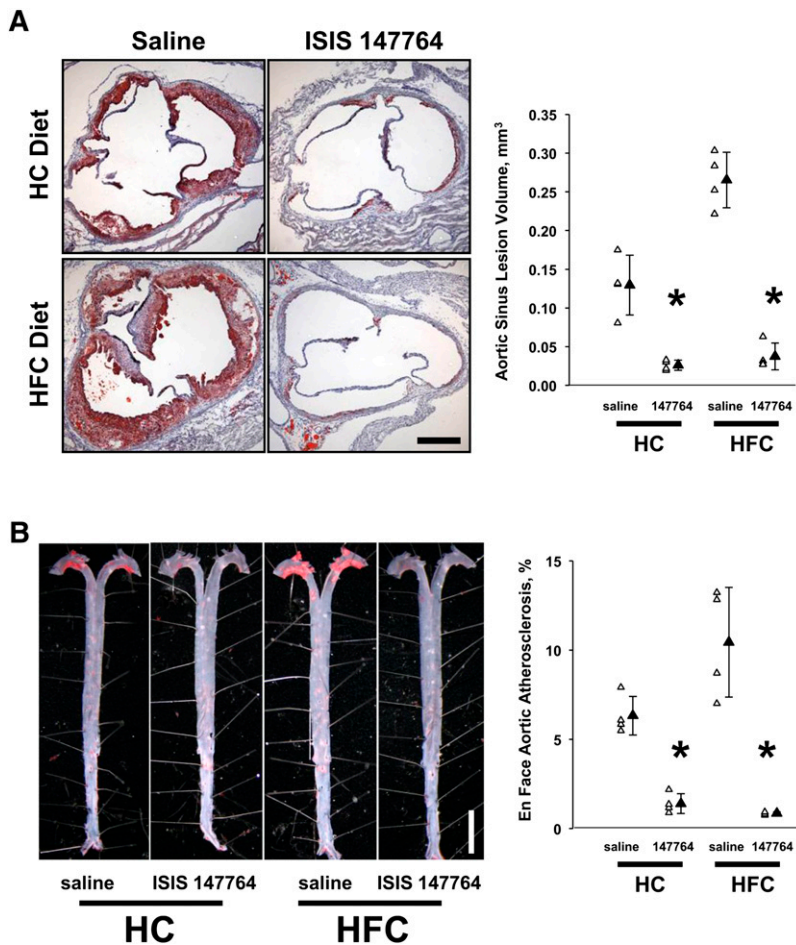 A
Saline ISIS 147764
HC Diet
HFC Diet
Aortic Sinus Lesion Volume, mm³
0.35
0.30
0.25
0.20
0.15
0.10
0.05
0.00
*
*
saline 147764 saline 147764
HC HFC
B
saline ISIS 147764 saline ISIS 147764
HC HFC
En Face Aortic Atherosclerosis, %
15
10
5
0
*
*
saline 147764 saline 147764
HC HFC